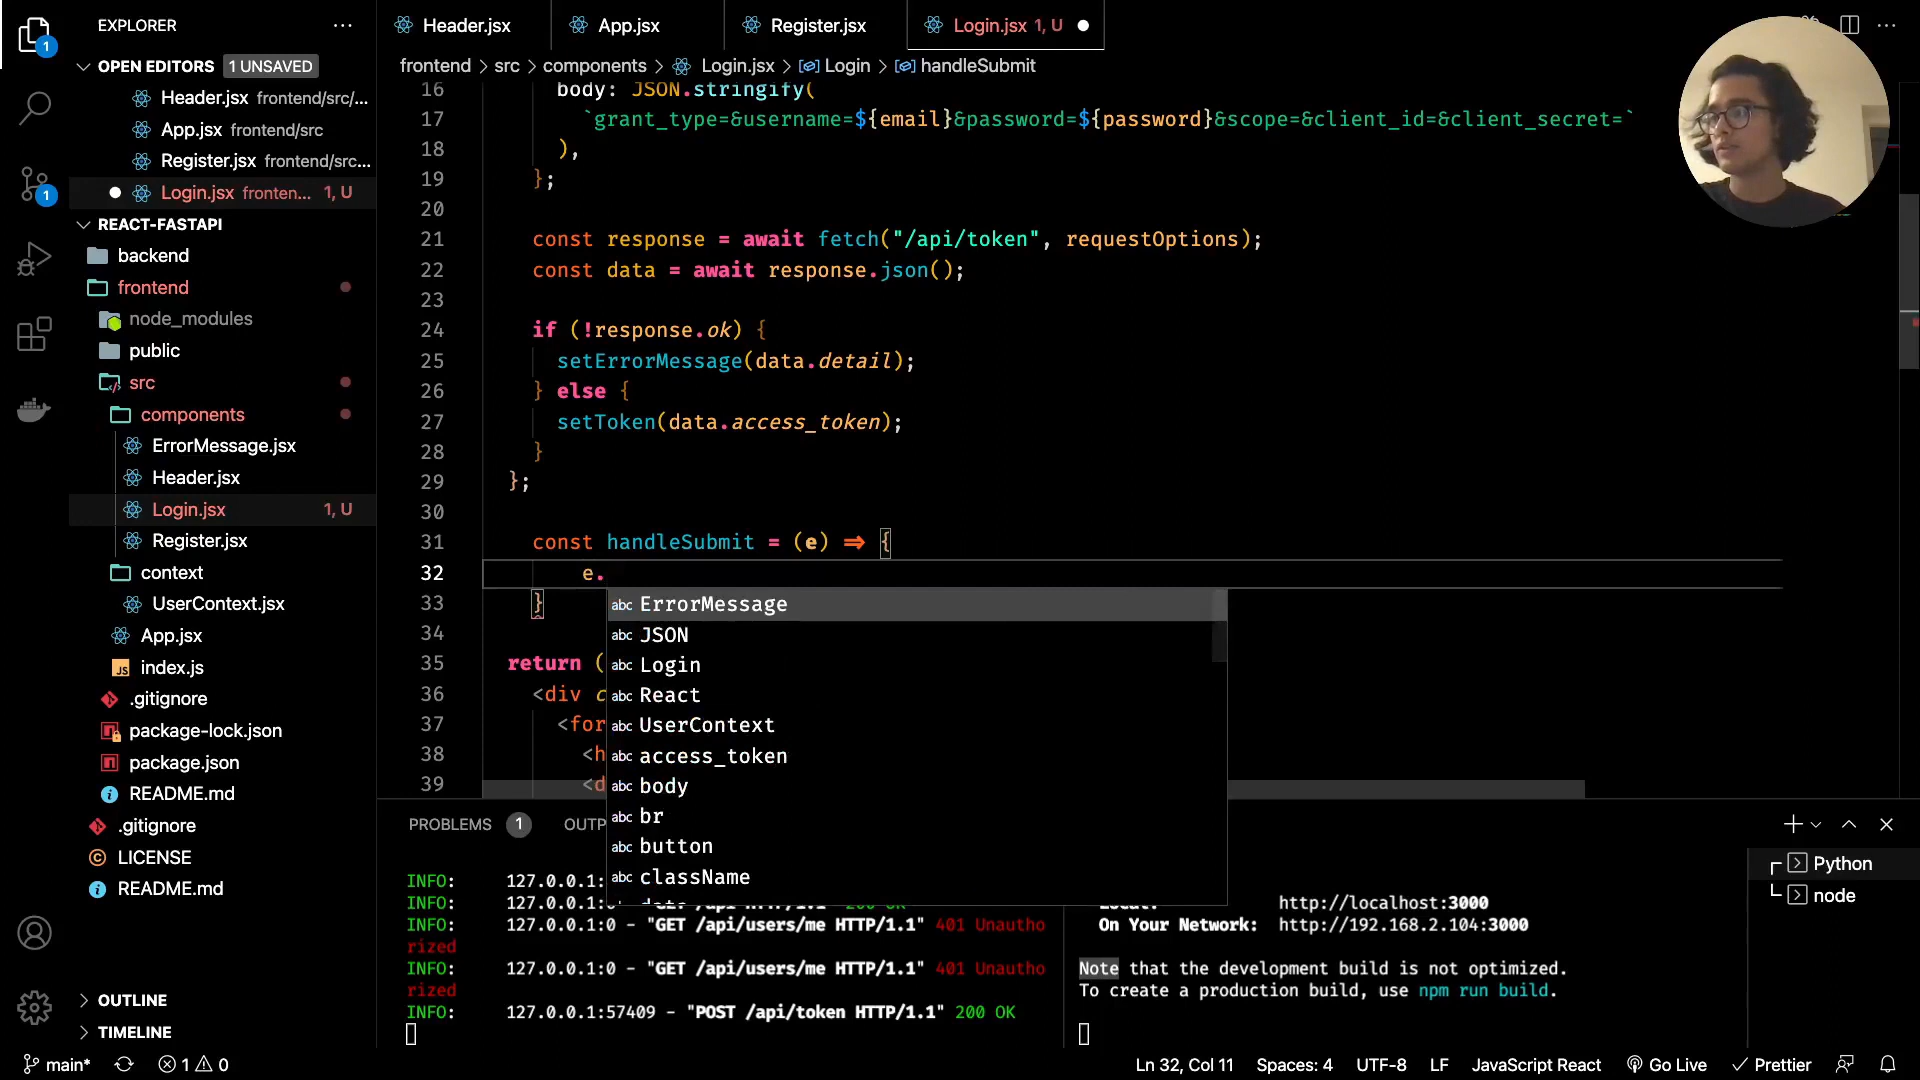 EXPLORER
OPEN EDITORS 1 UNSAVED
Header.jsx frontend/src/...
App.jsx frontend/src
Register.jsx frontend/src...
Login.jsx fronten... 1, U
REACT-FASTAPI
backend
frontend
node_modules
public
src
components
ErrorMessage.jsx
Header.jsx
Login.jsx 1, U
Register.jsx
context
UserContext.jsx
App.jsx
index.js
.gitignore
package-lock.json
package.json
README.md
.gitignore
LICENSE
README.md
OUTLINE
TIMELINE
Header.jsx App.jsx Register.jsx Login.jsx 1, U
frontend > src > components > Login.jsx > Login > handleSubmit
16 body: JSON.stringify(
17 `grant_type=&username=${email}&password=${password}&scope=&client_id=&client_secret=`
18 ),
19 };
20
21 const response = await fetch("/api/token", requestOptions);
22 const data = await response.json();
23
24 if (!response.ok) {
25 setErrorMessage(data.detail);
26 } else {
27 setToken(data.access_token);
28 }
29 };
30
31 const handleSubmit = (e) => {
32 e.
33 }
34
35 return (
36 <div c
37 <for
38 <h
39 <d
abc ErrorMessage
abc JSON
abc Login
abc React
abc UserContext
abc access_token
abc body
abc br
abc button
abc className
PROBLEMS 1 OUTP
INFO: 127.0.0.1:
INFO: "GET /api HTTP/1.1" 200 OK
INFO: 127.0.0.1:0 - "GET /api/users/me HTTP/1.1" 401 Unautho
rized
INFO: 127.0.0.1:0 - "GET /api/users/me HTTP/1.1" 401 Unautho
rized
INFO: 127.0.0.1:57409 - "POST /api/token HTTP/1.1" 200 OK
Local: http://localhost:3000
On Your Network: http://192.168.2.104:3000
Note that the development build is not optimized.
To create a production build, use npm run build.
Python
node
main* 1 0
Ln 32, Col 11 Spaces: 4 UTF-8 LF JavaScript React Go Live Prettier